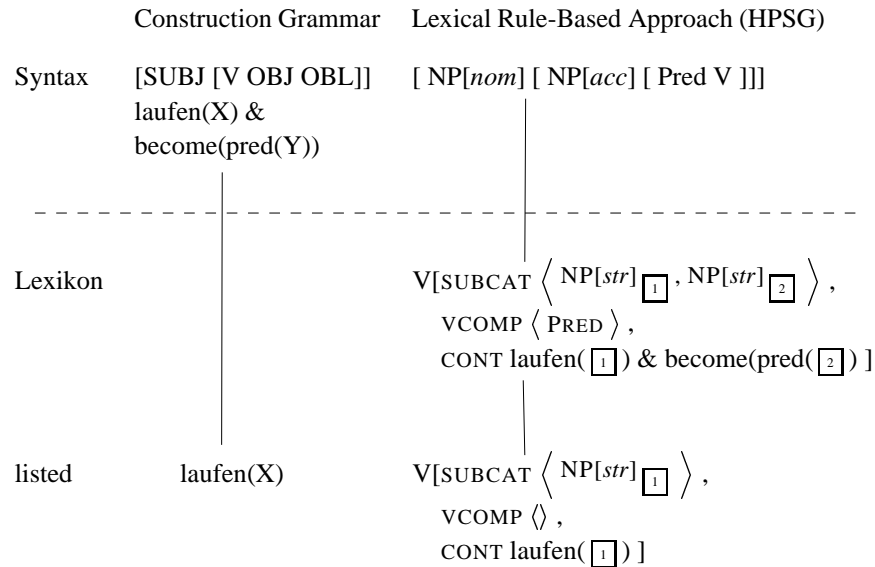 Construction Grammar Lexical Rule-Based Approach (HPSG)
Syntax [SUBJ [V OBJ OBL]] [ NP[nom] [ NP[acc] [ Pred V ]]]
laufen(X) &
become(pred(Y))
Lexikon V[SUBCAT ⟨ NP[str] 1 , NP[str] 2 ⟩ ,
VCOMP ⟨ PRED ⟩ ,
CONT laufen( 1 ) & become(pred( 2 ) ]
listed laufen(X) V[SUBCAT ⟨ NP[str] 1 ⟩ ,
VCOMP ⟨⟩ ,
CONT laufen( 1 ) ]